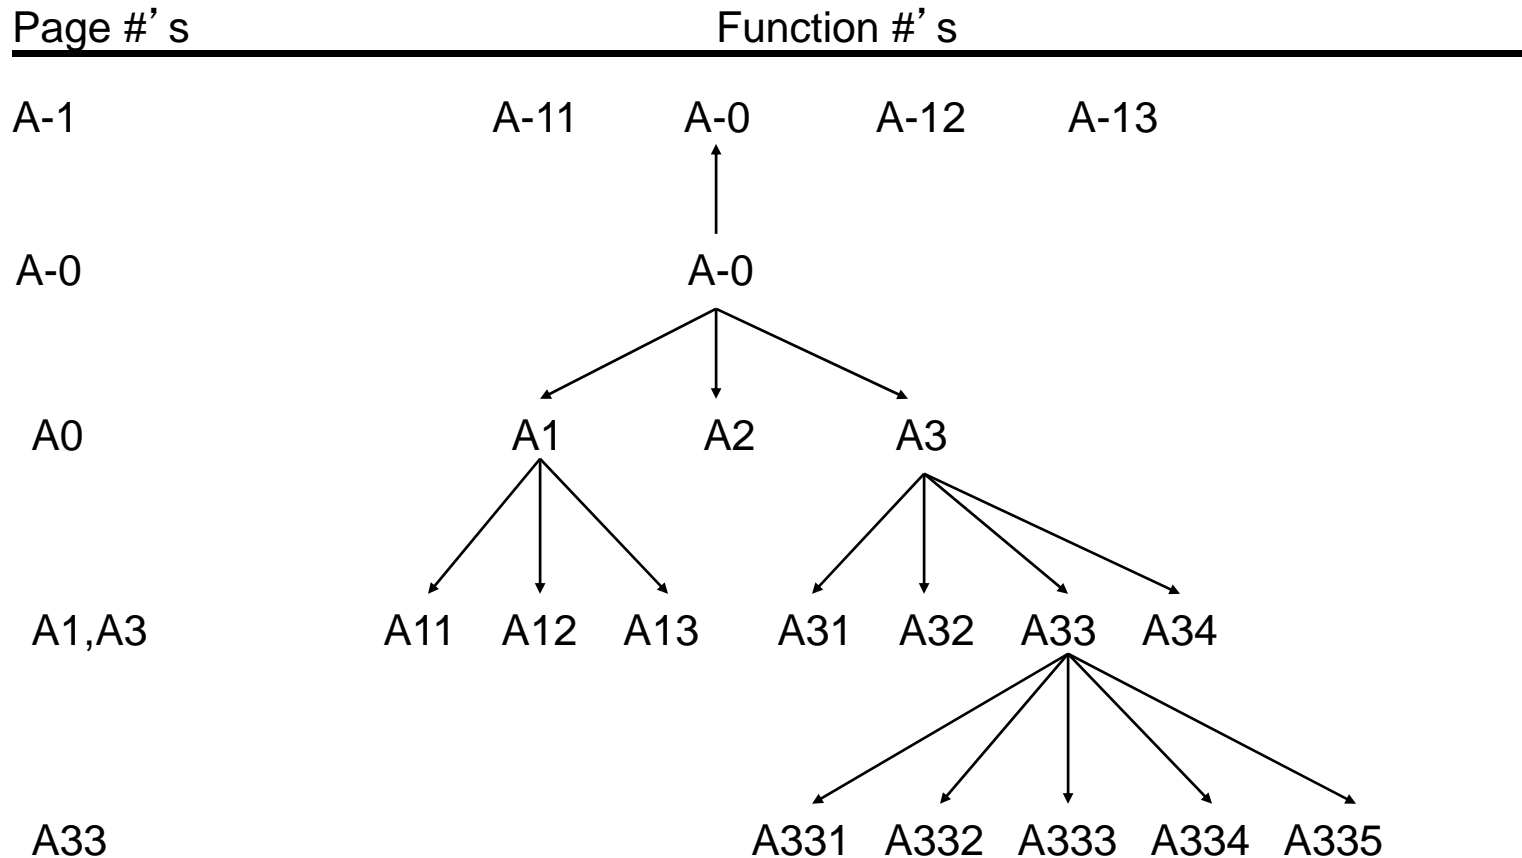 Page #’s Function #’s
A-1 A-11 A-0 A-12 A-13
A-0 A-0
A0 A1 A2 A3
A1,A3 A11 A12 A13 A31 A32 A33 A34
A33 A331 A332 A333 A334 A335